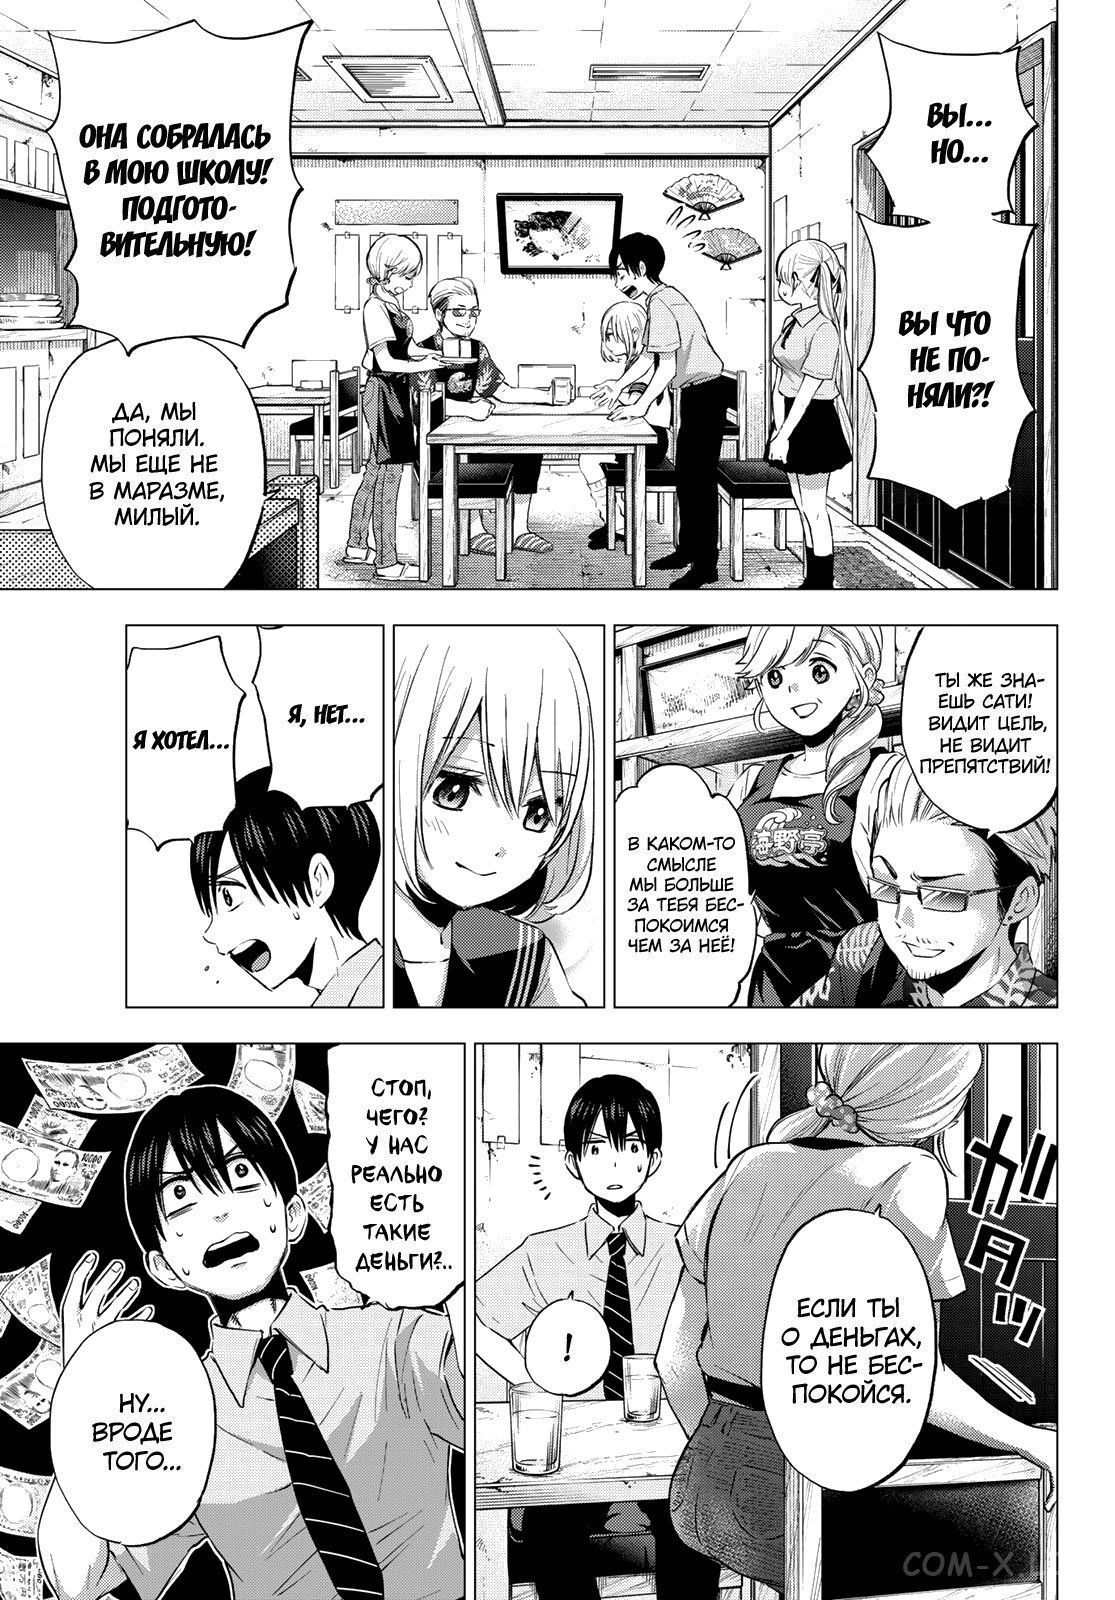 ВЫ...
НО...
ВЫ ЧТО
НЕ ПО-
НЯЛИ?!
ОНА СОБРАЛАСЬ
В МОЮ ШКОЛУ!
ПОДГОТО-
ВИТЕЛЬНУЮ!
ДА, МЫ
ПОНЯЛИ.
МЫ ЕЩЕ НЕ
В МАРАЗМЕ,
МИЛЫЙ.
ТЫ ЖЕ ЗНА-
ЕШЬ САТИ!
ВИДИТ ЦЕЛЬ,
НЕ ВИДИТ
ПРЕПЯТСТВИЙ!
海野亭
В КАКОМ-ТО
СМЫСЛЕ
МЫ БОЛЬШЕ
ЗА ТЕБЯ БЕС-
ПОКОИМСЯ
ЧЕМ ЗА НЕЁ!
Я, НЕТ...
Я ХОТЕЛ...
ガタッ
ЕСЛИ ТЫ
О ДЕНЬГАХ,
ТО НЕ БЕС-
ПОКОЙСЯ.
!
СТОП,
ЧЕГО?
У НАС
РЕАЛЬНО
ЕСТЬ
ТАКИЕ
ДЕНЬГИ?..
НУ...
ВРОДЕ
ТОГО...